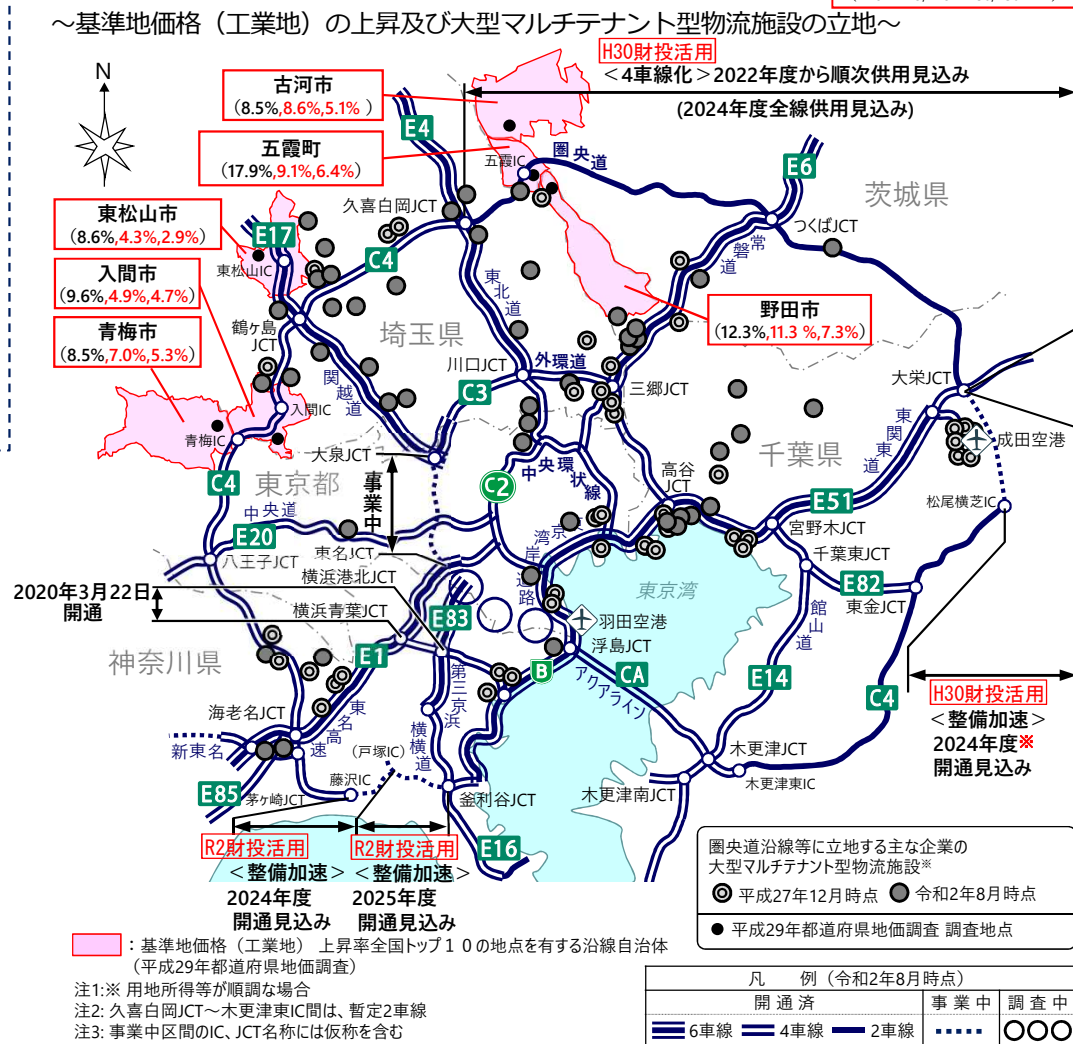 ～基準地価格（工業地）の上昇及び大型マルチテナント型物流施設の立地～
H30財投活用
＜4車線化＞2022年度から順次供用見込み
(2024年度全線供用見込み)
N
古河市
(8.5%,8.6%,5.1% )
五霞町
(17.9%,9.1%,6.4%)
東松山市
(8.6%,4.3%,2.9%)
入間市
(9.6%,4.9%,4.7%)
青梅市
(8.5%,7.0%,5.3%)
野田市
(12.3%,11.3 %,7.3%)
E4
五霞IC
圏央道
E6
茨城県
久喜白岡JCT
つくばJCT
E17
東松山IC
C4
東北道
常磐道
鶴ヶ島
JCT
埼玉県
川口JCT
外環道
関越道
C3
三郷JCT
大栄JCT
入間IC
青梅IC
東関東道
成田空港
大泉JCT
中央環状線
千葉県
C4
東京都
事業中
C2
高谷
JCT
松尾横芝IC
中央道
E51
E20
宮野木JCT
東京湾岸道路
八王子JCT
東名JCT
千葉東JCT
横浜港北JCT
東京湾
E82
2020年3月22日
開通
東金JCT
横浜青葉JCT
E83
羽田空港
館山道
浮島JCT
神奈川県
E1
第三京浜
B
CA
アクアライン
E14
C4
H30財投活用
＜整備加速＞
2024年度※
開通見込み
海老名JCT
東名高速
横横道
新東名
(戸塚IC)
木更津JCT
木更津東IC
藤沢IC
E85
茅ヶ崎JCT
釜利谷JCT
木更津南JCT
E16
R2財投活用
＜整備加速＞
2024年度
開通見込み
R2財投活用
＜整備加速＞
2025年度
開通見込み
圏央道沿線等に立地する主な企業の
大型マルチテナント型物流施設※
平成27年12月時点 令和2年8月時点
平成29年都道府県地価調査 調査地点
：基準地価格（工業地） 上昇率全国トップ１０の地点を有する沿線自治体
(平成29年都道府県地価調査)
注1:※ 用地所得等が順調な場合
注2: 久喜白岡JCT～木更津東IC間は、暫定2車線
注3: 事業中区間のIC、JCT名称には仮称を含む
凡 例（令和2年8月時点）
開通済 事業中 調査中
6車線 4車線 2車線